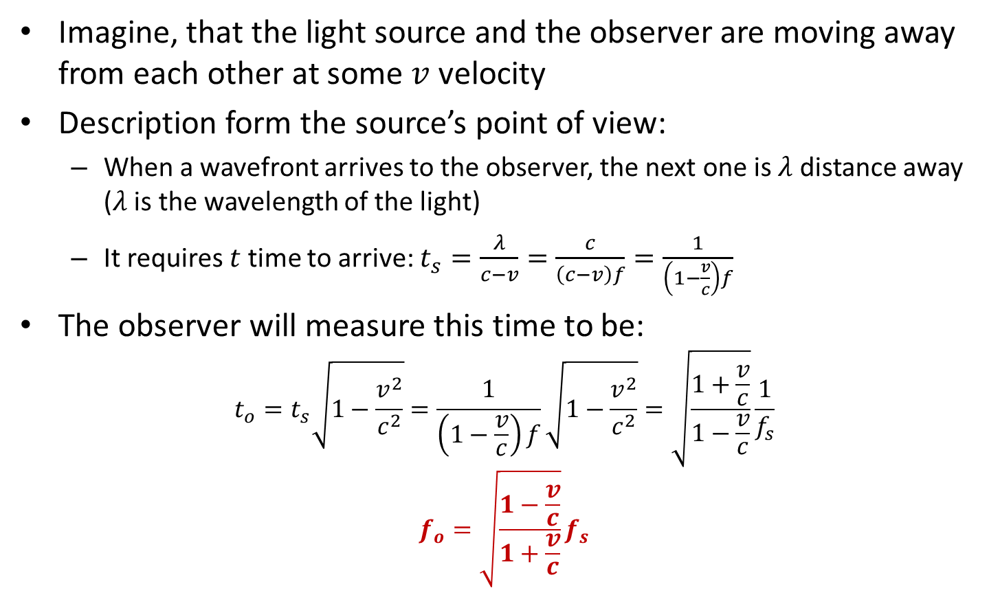 • Imagine, that the light source and the observer are moving away
from each other at some 𝑣 velocity
• Description form the source’s point of view:
– When a wavefront arrives to the observer, the next one is 𝜆 distance away
(𝜆 is the wavelength of the light)
– It requires 𝑡 time to arrive: $t_s = \frac{\lambda}{c-v} = \frac{c}{(c-v)f} = \frac{1}{\left(1-\frac{v}{c}\right)f}$
• The observer will measure this time to be:
$t_o = t_s\sqrt{1-\frac{v^2}{c^2}} = \frac{1}{\left(1-\frac{v}{c}\right)f}\sqrt{1-\frac{v^2}{c^2}} = \sqrt{\frac{1+\frac{v}{c}}{1-\frac{v}{c}}}\frac{1}{f_s}$
$f_o = \sqrt{\frac{1-\frac{v}{c}}{1+\frac{v}{c}}}f_s$